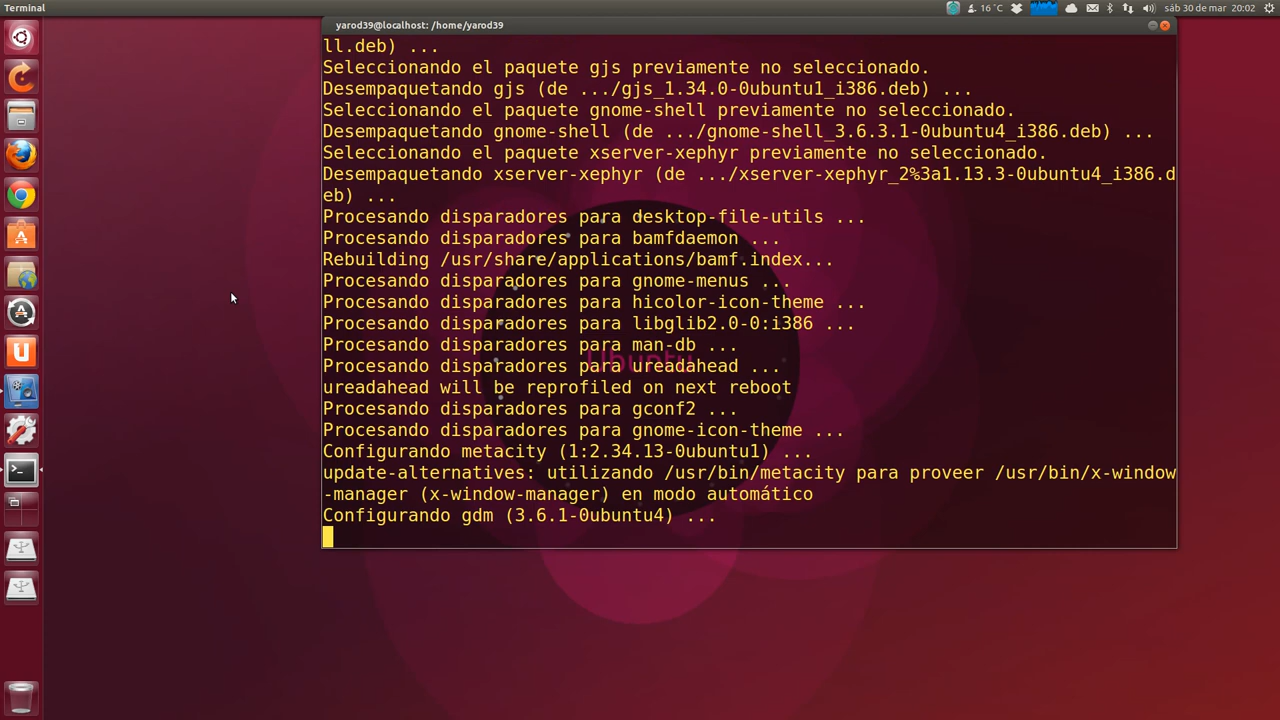 Terminal
16 °C
sáb 30 de mar 20:02
yarod39@localhost: /home/yarod39
ll.deb) ...
Seleccionando el paquete gjs previamente no seleccionado.
Desempaquetando gjs (de .../gjs_1.34.0-0ubuntu1_i386.deb) ...
Seleccionando el paquete gnome-shell previamente no seleccionado.
Desempaquetando gnome-shell (de .../gnome-shell_3.6.3.1-0ubuntu4_i386.deb) ...
Seleccionando el paquete xserver-xephyr previamente no seleccionado.
Desempaquetando xserver-xephyr (de .../xserver-xephyr_2%3a1.13.3-0ubuntu4_i386.d
eb) ...
Procesando disparadores para desktop-file-utils ...
Procesando disparadores para bamfdaemon ...
Rebuilding /usr/share/applications/bamf.index...
Procesando disparadores para gnome-menus ...
Procesando disparadores para hicolor-icon-theme ...
Procesando disparadores para libglib2.0-0:i386 ...
Procesando disparadores para man-db ...
Ubuntu
Procesando disparadores para ureadahead ...
ureadahead will be reprofiled on next reboot
Procesando disparadores para gconf2 ...
Procesando disparadores para gnome-icon-theme ...
Configurando metacity (1:2.34.13-0ubuntu1) ...
update-alternatives: utilizando /usr/bin/metacity para proveer /usr/bin/x-window
-manager (x-window-manager) en modo automático
Configurando gdm (3.6.1-0ubuntu4) ...